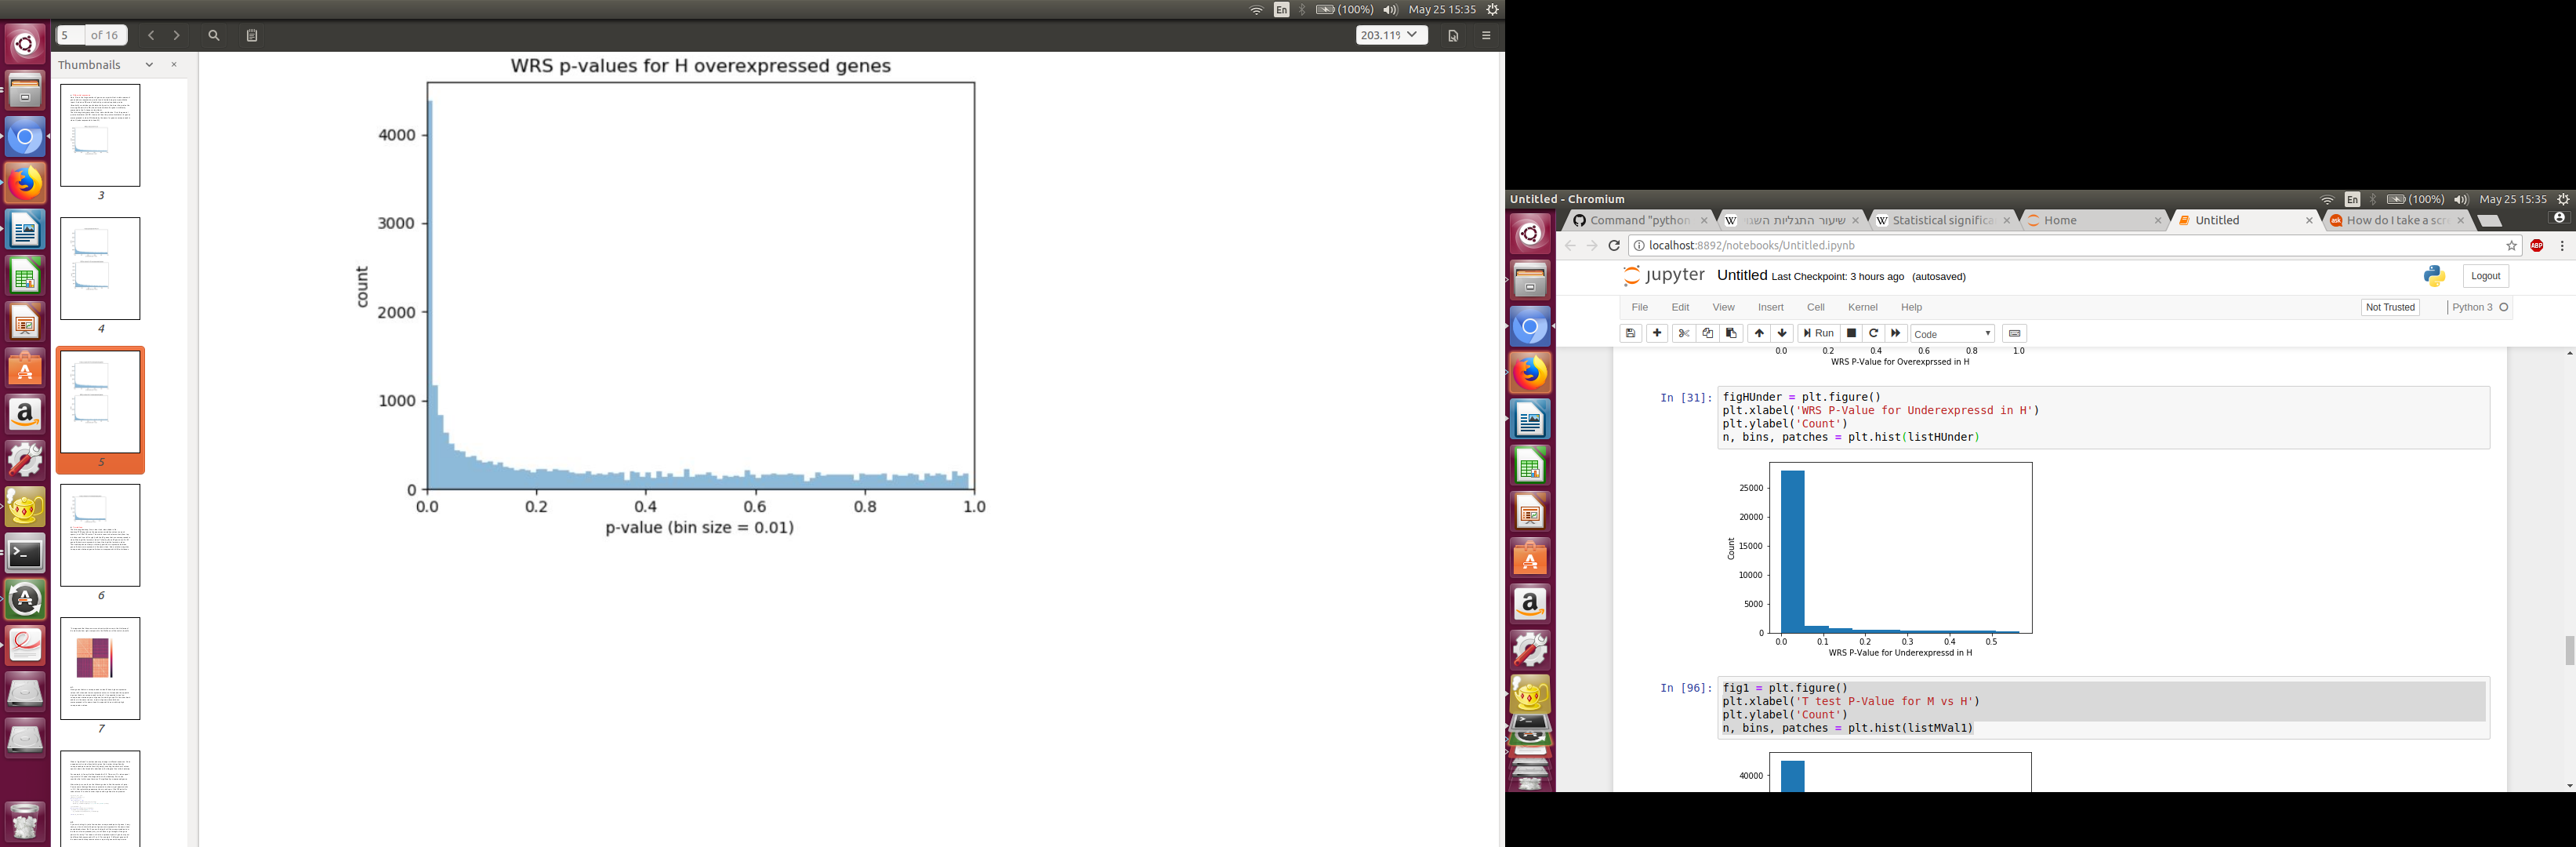 En
(100%)
May 25 15:35
5
of 16
203.11%
Thumbnails
3
4
5
6
7
WRS p-values for H overexpressed genes
4000
3000
2000
1000
0
count
0.0 0.2 0.4 0.6 0.8 1.0
p-value (bin size = 0.01)
Untitled - Chromium
En
(100%)
May 25 15:35
Command "python
שיעור התגליות השגוי
Statistical significa
Home
Untitled
How do I take a scr
localhost:8892/notebooks/Untitled.ipynb
ABP
jupyter Untitled Last Checkpoint: 3 hours ago (autosaved)
Logout
File Edit View Insert Cell Kernel Help
Not Trusted
Python 3
Run
Code
0.0 0.2 0.4 0.6 0.8 1.0
WRS P-Value for Overexprssed in H
In [31]:
figHUnder = plt.figure()
plt.xlabel('WRS P-Value for Underexpressd in H')
plt.ylabel('Count')
n, bins, patches = plt.hist(listHUnder)
25000
20000
15000
10000
5000
0
Count
0.0 0.1 0.2 0.3 0.4 0.5
WRS P-Value for Underexpressd in H
In [96]:
fig1 = plt.figure()
plt.xlabel('T test P-Value for M vs H')
plt.ylabel('Count')
n, bins, patches = plt.hist(listMVal1)
40000